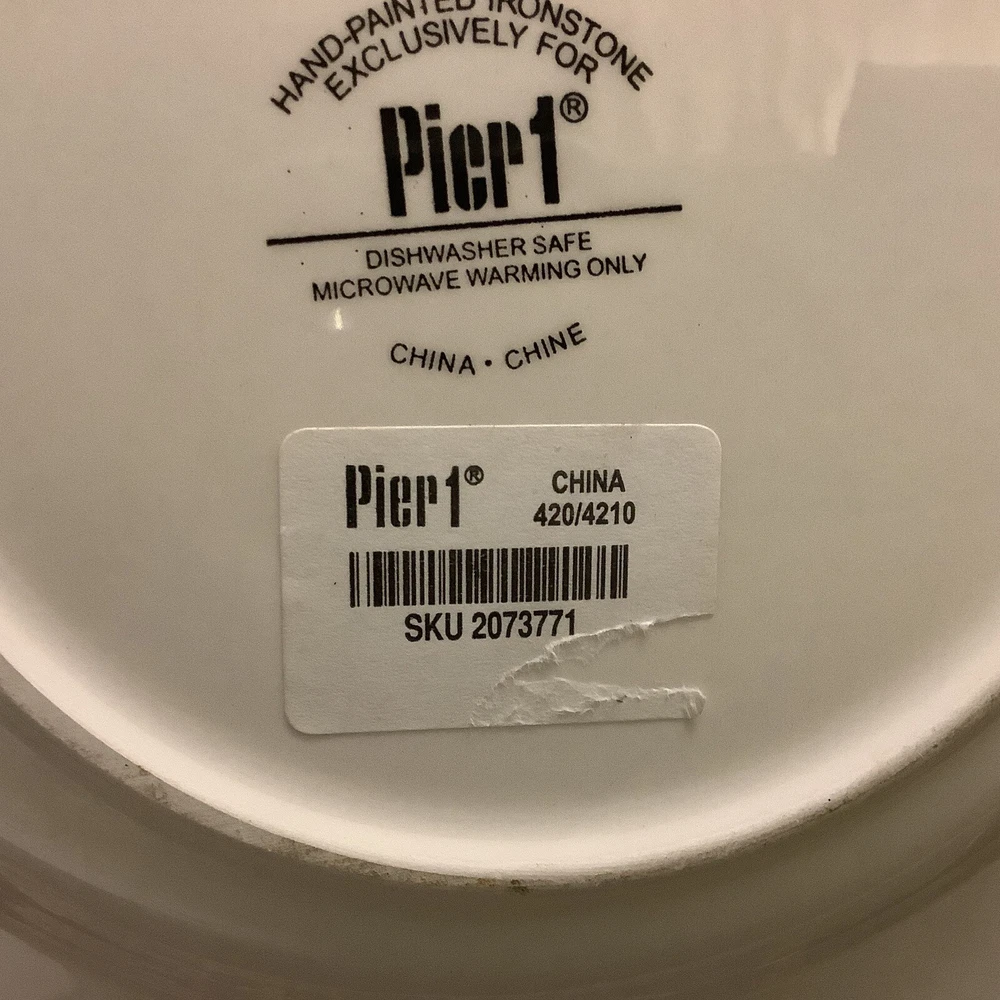 HAND-PAINTED IRONSTONE
EXCLUSIVELY FOR
Pier1®
DISHWASHER SAFE
MICROWAVE WARMING ONLY
CHINA • CHINE
Pier1® CHINA
420/4210
SKU 2073771